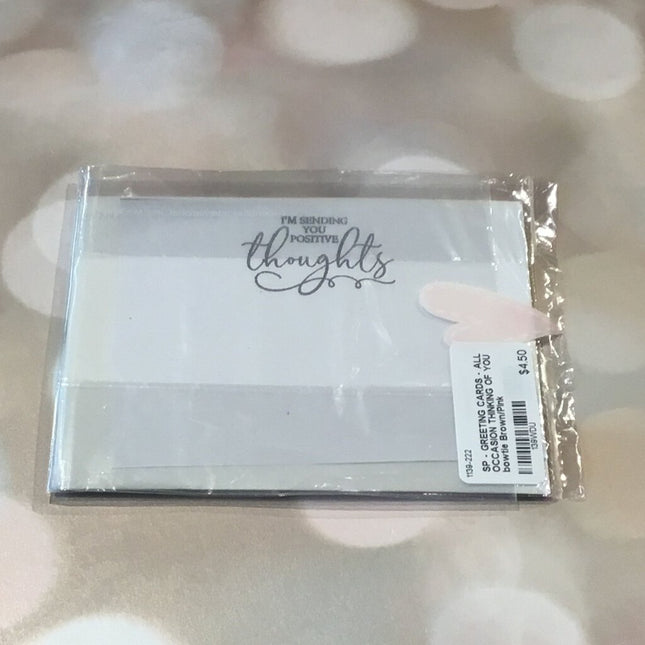 I'M SENDING
YOU
POSITIVE
thoughts
1139-222
SP - GREETING CARDS - ALL
OCCASION THINKING OF YOU
bowtie Brown/Pink
$4.50
139WDU